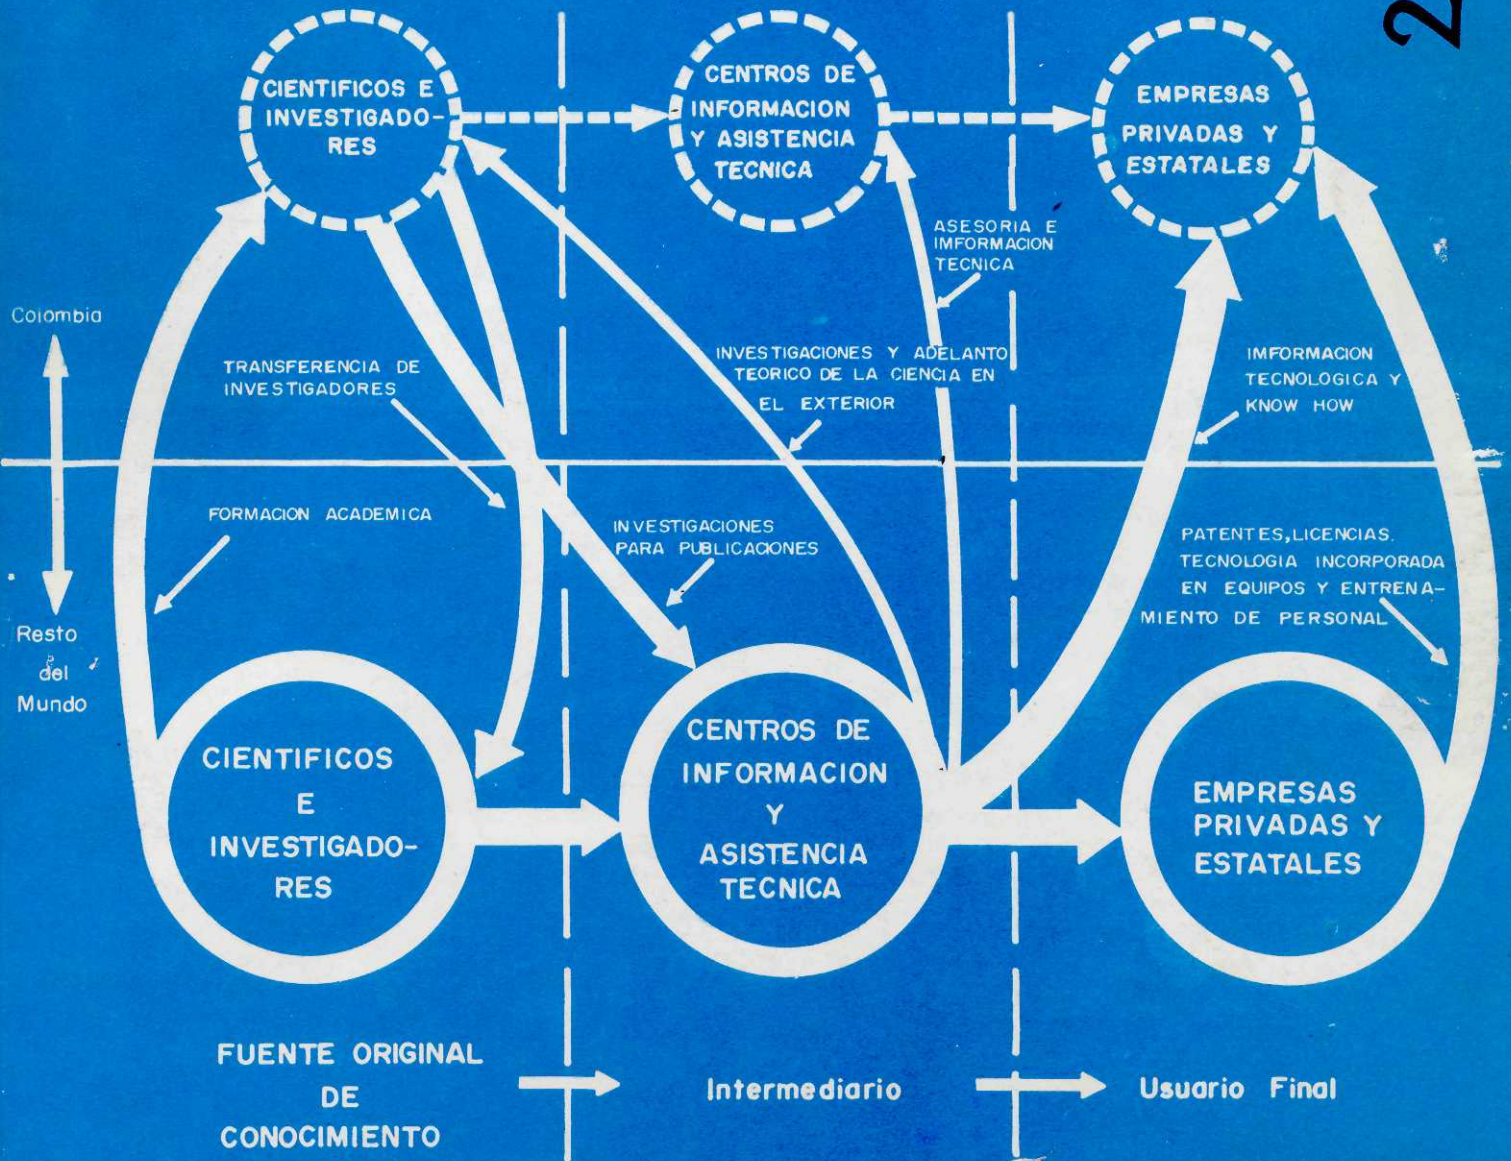 2
CIENTIFICOS E
INVESTIGADO-
RES
CENTROS DE
INFORMACION
Y ASISTENCIA
TECNICA
EMPRESAS
PRIVADAS Y
ESTATALES
ASESORIA E
IMFORMACION
TECNICA
Colombia
TRANSFERENCIA DE
INVESTIGADORES
INVESTIGACIONES Y ADELANTO
TEORICO DE LA CIENCIA EN
EL EXTERIOR
IMFORMACION
TECNOLOGICA Y
KNOW HOW
FORMACION ACADEMICA
INVESTIGACIONES
PARA PUBLICACIONES
PATENTES, LICENCIAS.
TECNOLOGIA INCORPORADA
EN EQUIPOS Y ENTRENA-
MIENTO DE PERSONAL
Resto
del
Mundo
CIENTIFICOS
E
INVESTIGADO-
RES
CENTROS DE
INFORMACION
Y
ASISTENCIA
TECNICA
EMPRESAS
PRIVADAS Y
ESTATALES
FUENTE ORIGINAL
DE
CONOCIMIENTO
Intermediario
Usuario Final